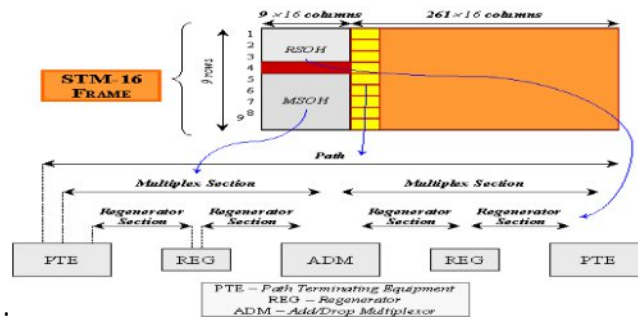 9 ×16 columns
261×16 columns
STM-16
FRAME
9 rows
1
2
3
4
5
6
7
8
9
RSOH
MSOH
Path
Multiplex Section
Multiplex Section
Regenerator
Section
Regenerator
Section
Regenerator
Section
Regenerator
Section
PTE
REG
ADM
REG
PTE
PTE – Path Terminating Equipment
REG – Regenerator
ADM – Add/Drop Multiplexor